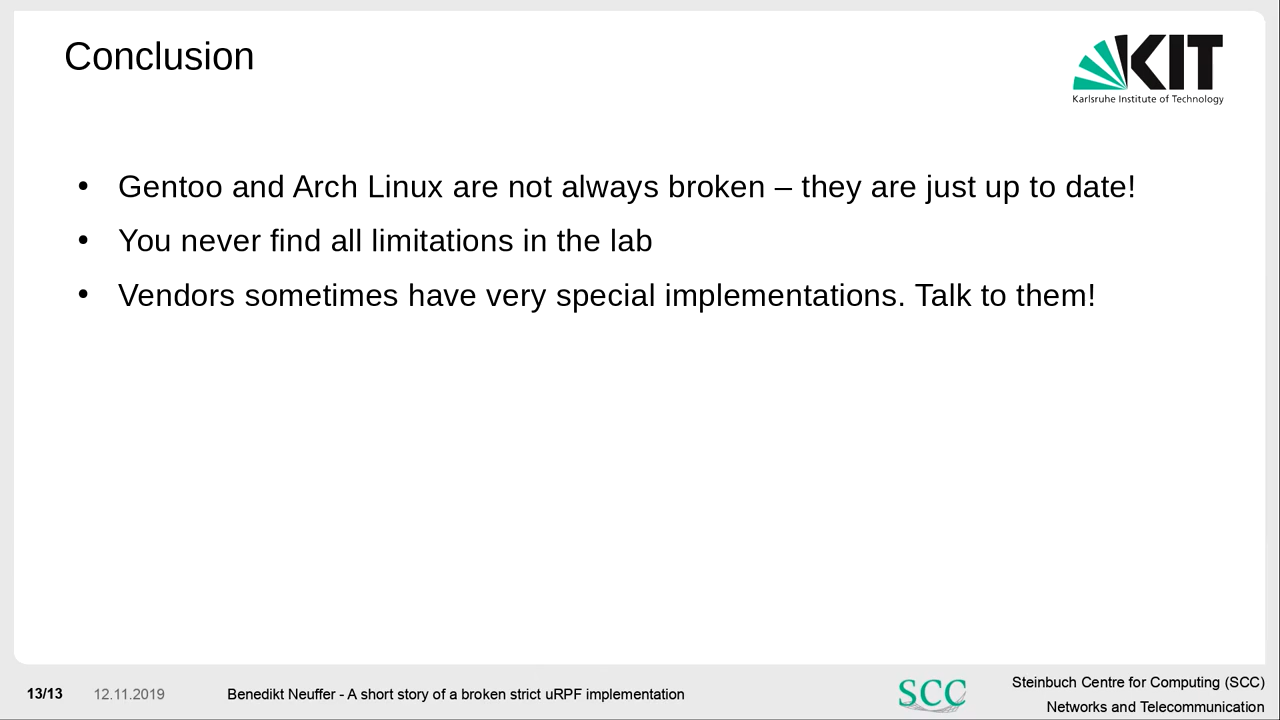 Conclusion
KIT
Karlsruhe Institute of Technology
• Gentoo and Arch Linux are not always broken – they are just up to date!
• You never find all limitations in the lab
• Vendors sometimes have very special implementations. Talk to them!
13/13 12.11.2019 Benedikt Neuffer - A short story of a broken strict uRPF implementation
SCC
Steinbuch Centre for Computing (SCC)
Networks and Telecommunication